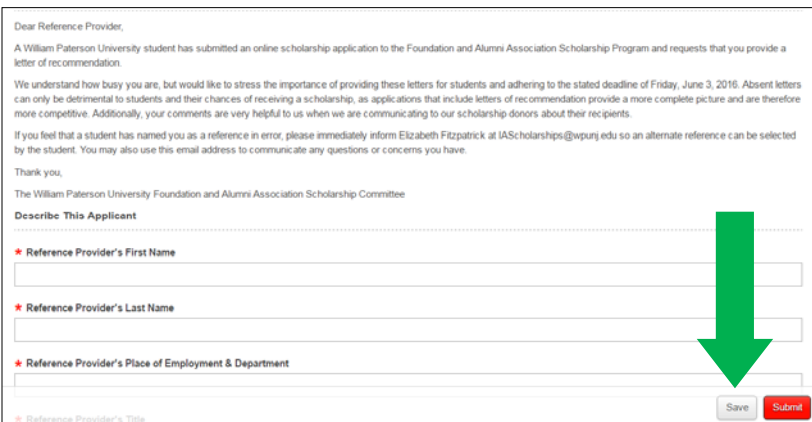 Dear Reference Provider,
A William Paterson University student has submitted an online scholarship application to the Foundation and Alumni Association Scholarship Program and requests that you provide a
letter of recommendation.
We understand how busy you are, but would like to stress the importance of providing these letters for students and adhering to the stated deadline of Friday, June 3, 2016. Absent letters
can only be detrimental to students and their chances of receiving a scholarship, as applications that include letters of recommendation provide a more complete picture and are therefore
more competitive. Additionally, your comments are very helpful to us when we are communicating to our scholarship donors about their recipients.
If you feel that a student has named you as a reference in error, please immediately inform Elizabeth Fitzpatrick at IAScholarships@wpunj.edu so an alternate reference can be selected
by the student. You may also use this email address to communicate any questions or concerns you have.
Thank you,
The William Paterson University Foundation and Alumni Association Scholarship Committee
Describe This Applicant
* Reference Provider's First Name
* Reference Provider's Last Name
* Reference Provider's Place of Employment & Department
* Reference Provider's Title
Save Submit